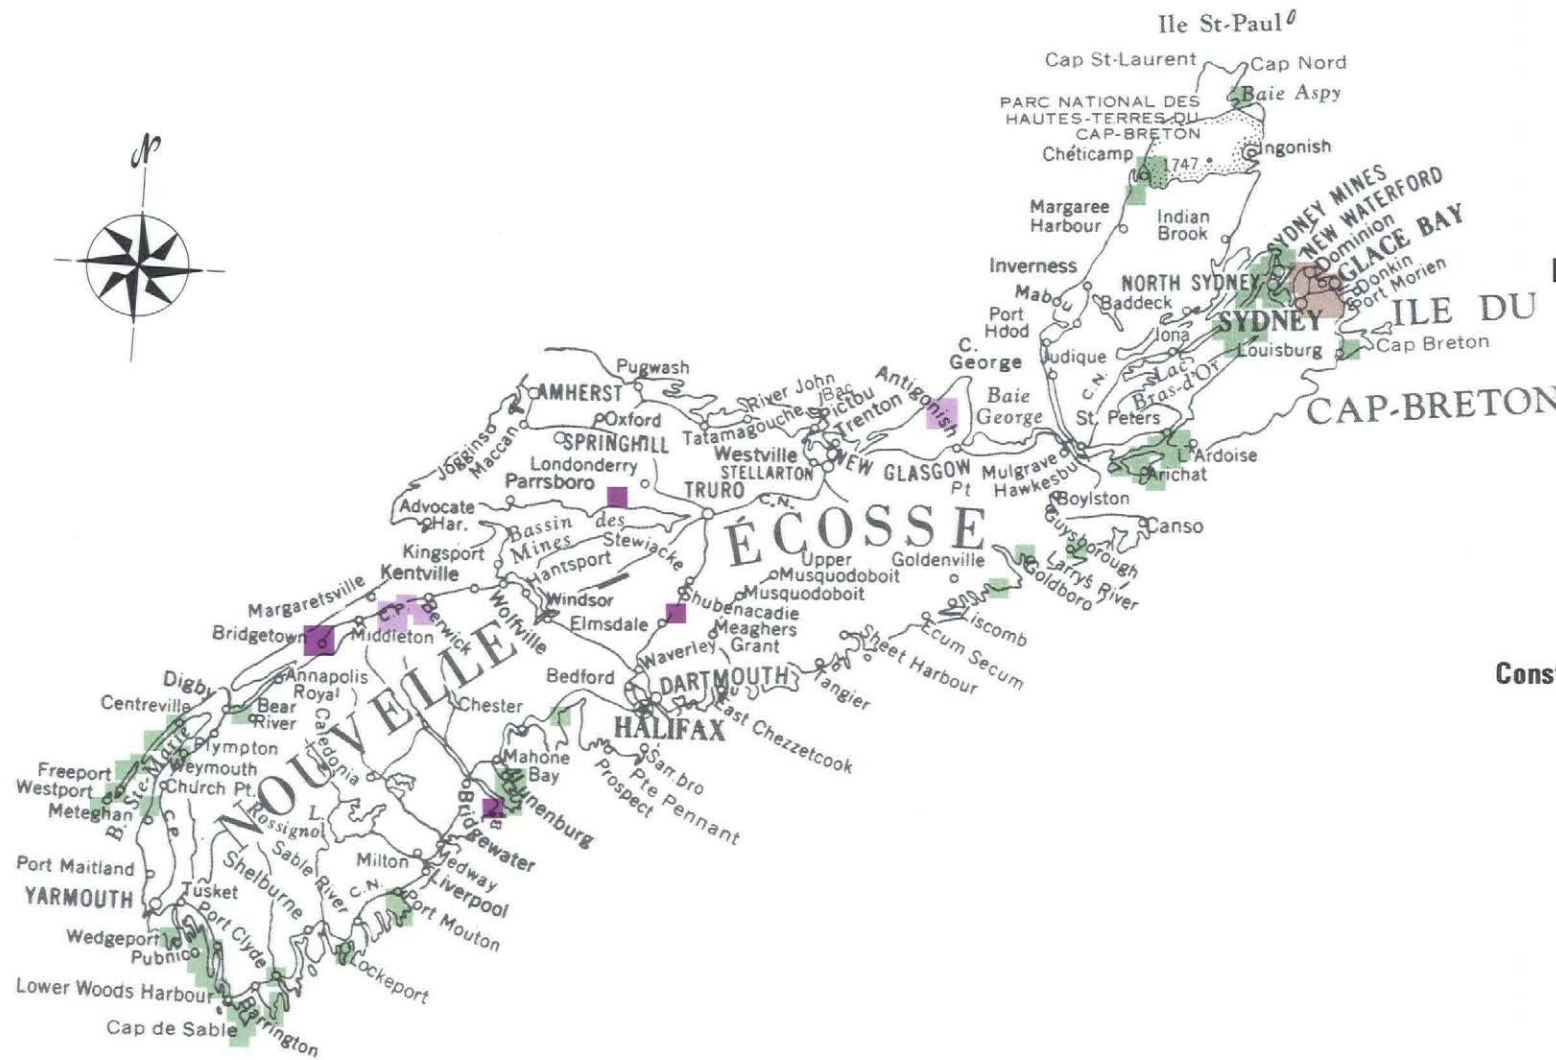 Ile St-Paul
Cap St-Laurent
Cap Nord
Baie Aspy
PARC NATIONAL DES
HAUTES-TERRES DU
CAP-BRETON
Chéticamp
1747
Ingonish
N
Margaree
Harbour
Indian
Brook
SYDNEY MINES
NEW WATERFORD
Dominion
GLACE BAY
Donkin
Port Morien
Inverness
NORTH SYDNEY
Mabou
Baddeck
ILE DU
Port
Hdod
SYDNEY
Iona
Cap Breton
Louisburg
C.
George
Judique
C.N.
Lac
Bras-d'Or
CAP-BRETON
Pugwash
Antigonish
Baie
George
St. Peters
AMHERST
River John
Bac
Pictou
Trenton
Oxford
Tatamagouche
SPRINGHILL
Joggins
Maccan
Westville
STELLARTON
NEW
GLASGOW
Mulgrave
Hawkesbu
L'Ardoise
Arichat
Londonderry
Parrsboro
TRURO
C.N.
Pt
Boylston
Advocate
Har.
Bassin des
Mines
Stewiacke
ÉCOSSE
Canso
Guysborough
Kingsport
Hantsport
Upper
Musquodoboit
Goldenville
Larry's River
Goldboro
Kentville
Musquodoboit
Margaretsville
C.P.
Berwick
Wolfville
Windsor
Shubenacadie
Liscomb
Bridgetown
Middleton
Elmsdale
Meaghers
Grant
Ecum Secum
Sheet Harbour
Waverley
Tangier
Const
Digby
Annapolis
Royal
Bedford
DARTMOUTH
East Chezzetcook
Centreville
Bear
River
Caledonia
NOUVELLE
Chester
HALIFAX
Plympton
Mahone
Bay
Sambro
Pte Pennant
Prospect
Freeport
Westport
B. Ste-Marie
Weymouth
Church Pt.
Meteghan
C.P.
L.
Rossignol
Lunenburg
Bridgewater
Port Maitland
Milton
Medway
Liverpool
Sable River
Shelburne
C.N.
YARMOUTH
Tusket
Port Clyde
Port Mouton
Wedgeport
Pubnico
Lockeport
Lower Woods Harbour
Barrington
Cap de Sable